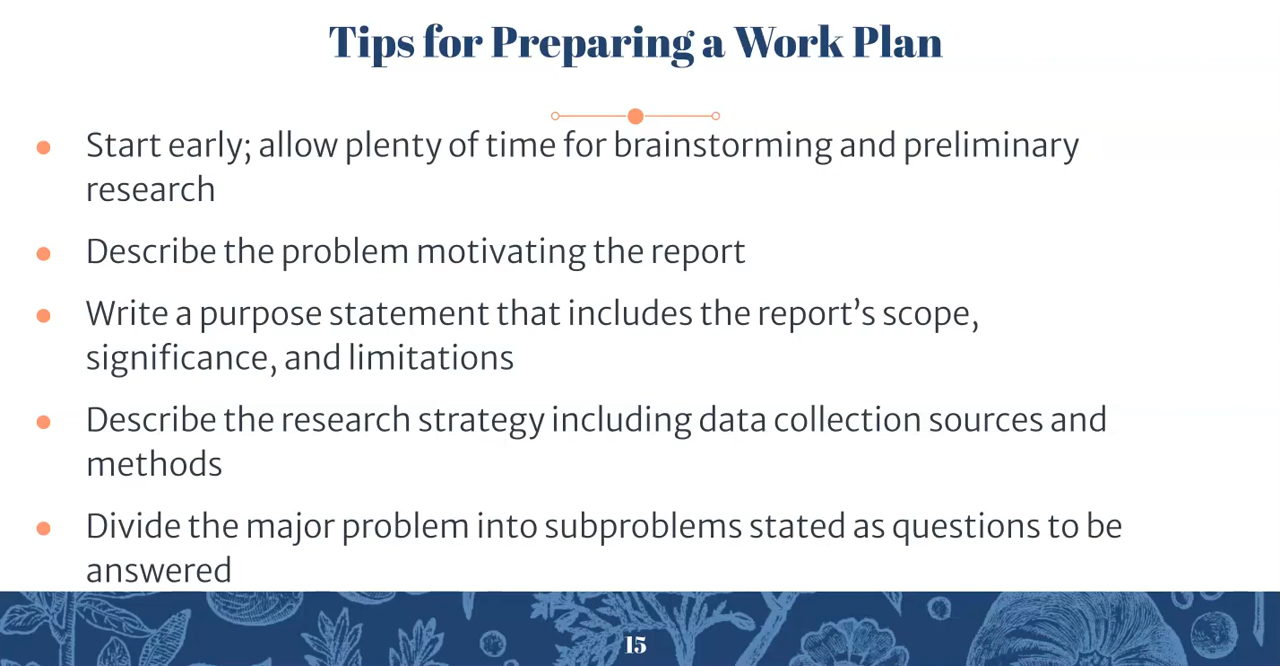 Tips for Preparing a Work Plan
● Start early; allow plenty of time for brainstorming and preliminary
research
● Describe the problem motivating the report
● Write a purpose statement that includes the report’s scope,
significance, and limitations
● Describe the research strategy including data collection sources and
methods
● Divide the major problem into subproblems stated as questions to be
answered
15